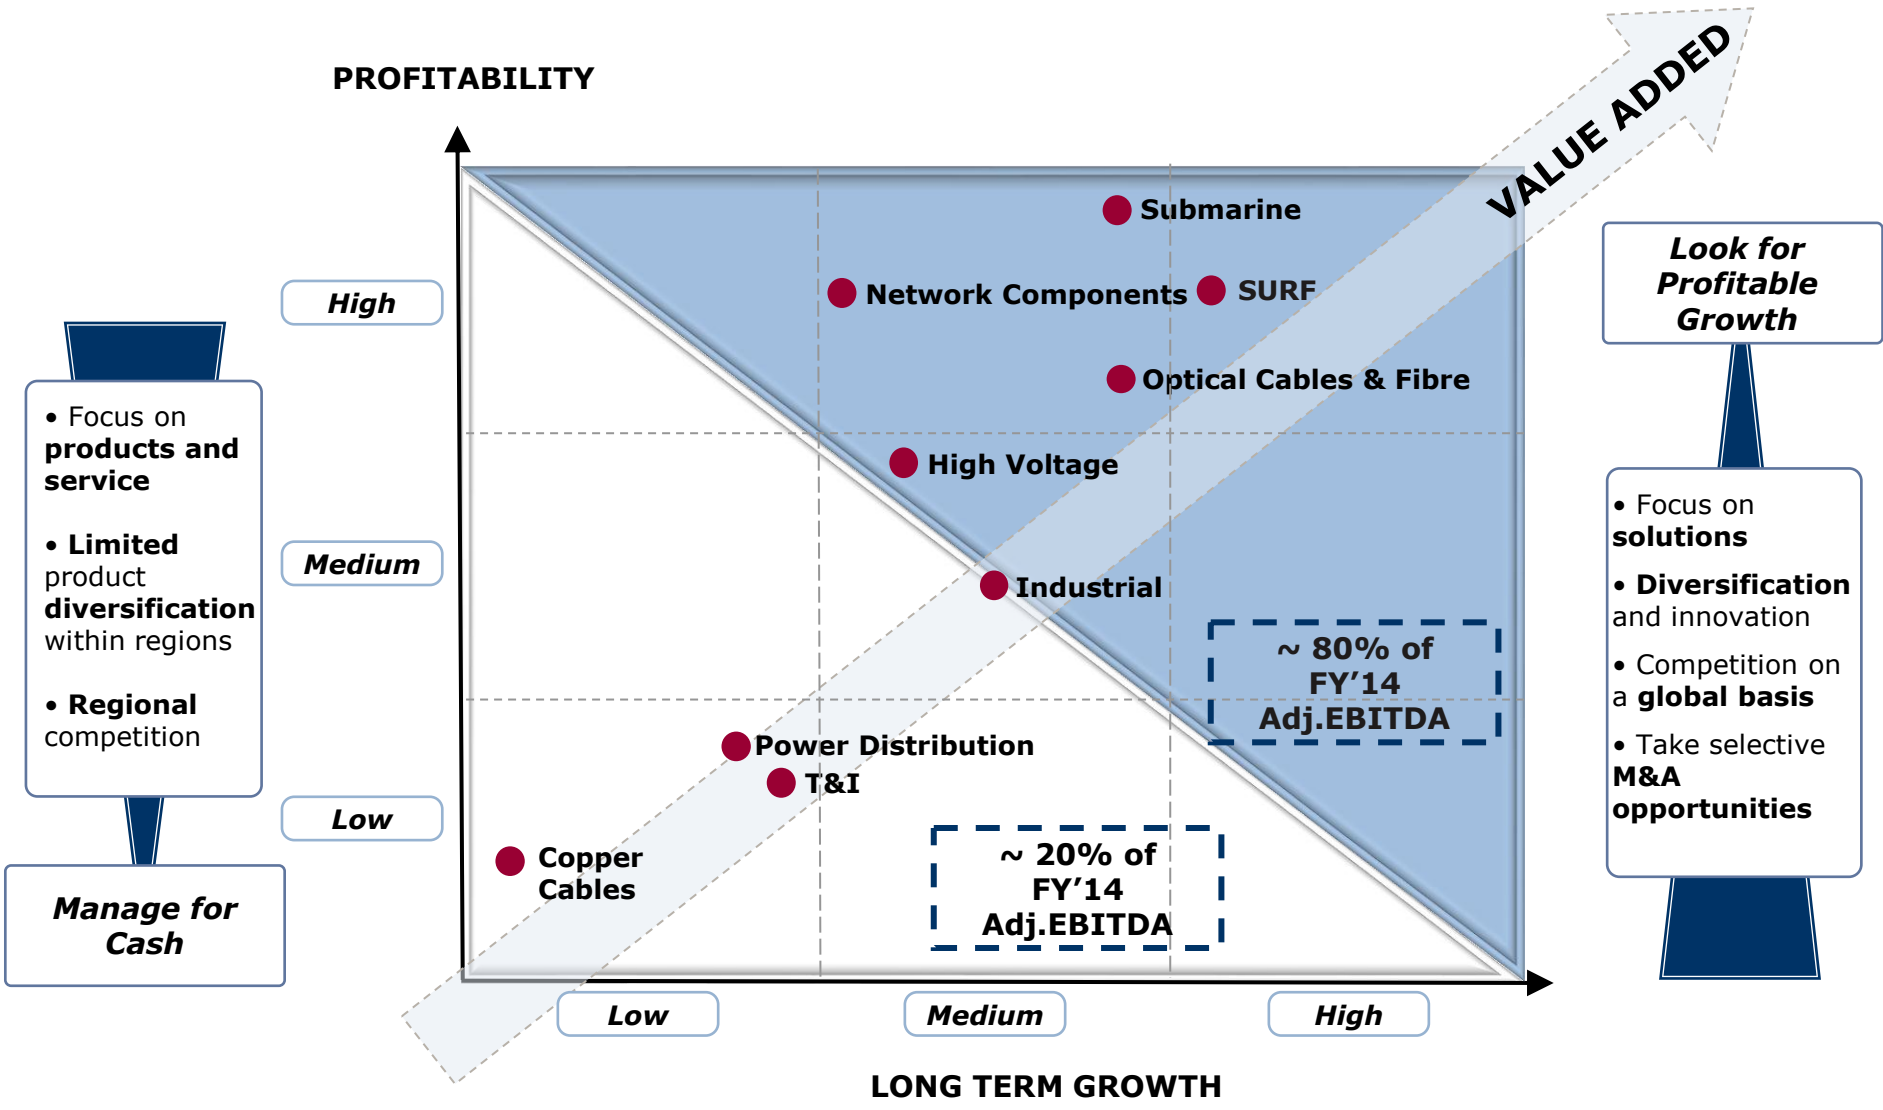 PROFITABILITY
VALUE ADDED
High
Medium
Low
• Focus on
products and
service
• Limited
product
diversification
within regions
• Regional
competition
Manage for
Cash
Submarine
Network Components
SURF
Optical Cables & Fibre
High Voltage
Industrial
Power Distribution
T&I
Copper
Cables
~ 80% of
FY’14
Adj.EBITDA
~ 20% of
FY’14
Adj.EBITDA
Look for
Profitable
Growth
• Focus on
solutions
• Diversification
and innovation
• Competition on
a global basis
• Take selective
M&A
opportunities
Low
Medium
High
LONG TERM GROWTH